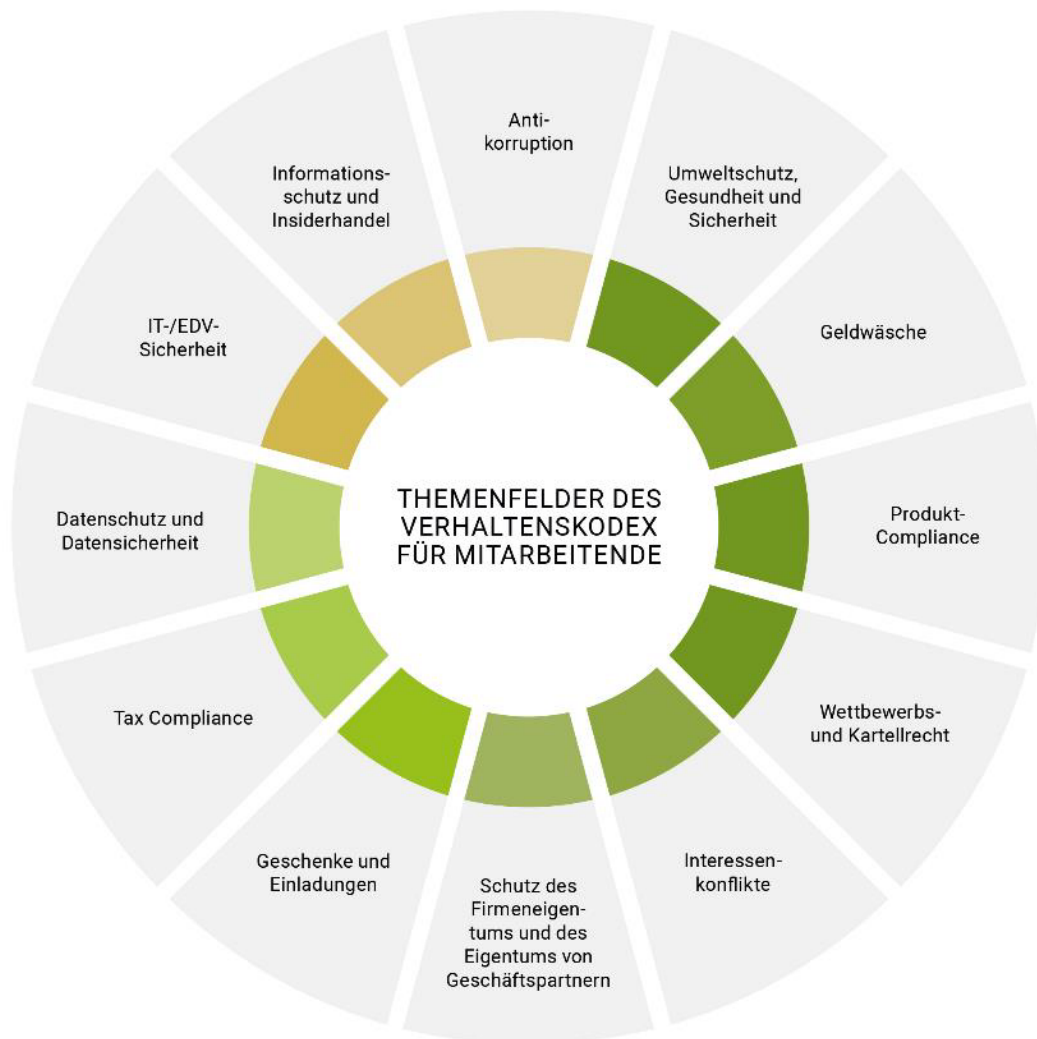 Anti-
korruption
Umweltschutz,
Gesundheit und
Sicherheit
Geldwäsche
Produkt-
Compliance
Wettbewerbs-
und Kartellrecht
Interessen-
konflikte
Schutz des
Firmeneigen-
tums und des
Eigentums von
Geschäftspartnern
Geschenke und
Einladungen
Tax Compliance
Datenschutz und
Datensicherheit
IT-/EDV-
Sicherheit
Informations-
schutz und
Insiderhandel
THEMENFELDER DES
VERHALTENSKODEX
FÜR MITARBEITENDE